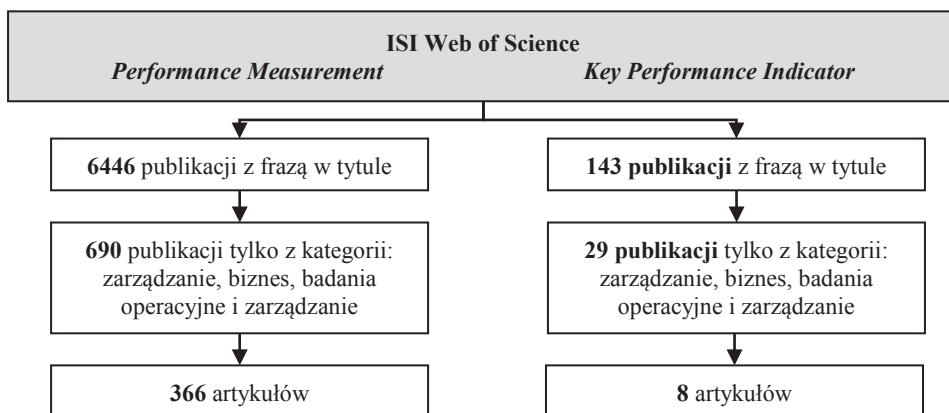 ISI Web of Science
Performance Measurement Key Performance Indicator
6446 publikacji z frazą w tytule
143 publikacji z frazą w tytule
690 publikacji tylko z kategorii:
zarządzanie, biznes, badania
operacyjne i zarządzanie
29 publikacji tylko z kategorii:
zarządzanie, biznes, badania
operacyjne i zarządzanie
366 artykułów
8 artykułów